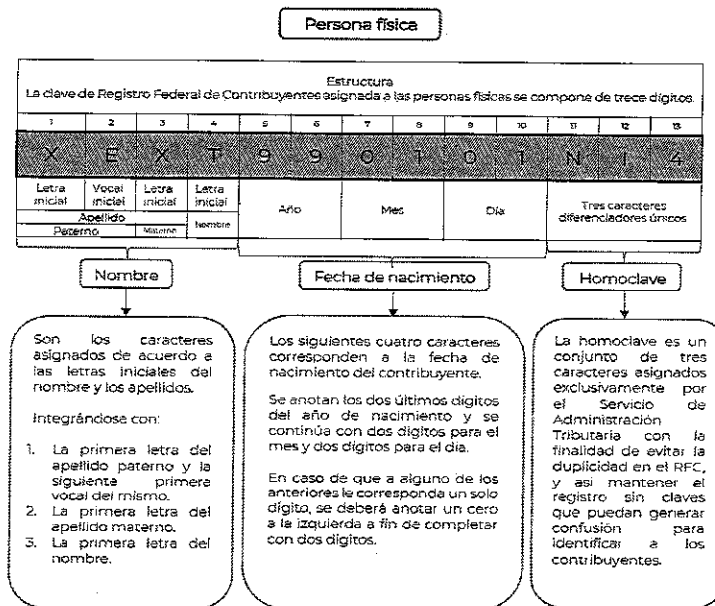 Persona física
Estructura
La clave de Registro Federal de Contribuyentes asignada a las personas físicas se compone de trece dígitos.
1 2 3 4 5 6 7 8 9 10 11 12 13
X E X T 9 9 0 1 0 1 N I 4
Letra inicial Vocal inicial Letra inicial Letra inicial Año Mes Día Tres caracteres diferenciadores únicos
Apellido Nombre
Paterno Materno
Nombre Fecha de nacimiento Homoclave
Son los caracteres
asignados de acuerdo a
las letras iniciales del
nombre y los apellidos.
Integrándose con:
1. La primera letra del
apellido paterno y la
siguiente primera
vocal del mismo.
2. La primera letra del
apellido materno.
3. La primera letra del
nombre.
Los siguientes cuatro caracteres
corresponden a la fecha de
nacimiento del contribuyente.
Se anotan los dos últimos dígitos
del año de nacimiento y se
continúa con dos dígitos para el
mes y dos dígitos para el día.
En caso de que a alguno de los
anteriores le corresponda un solo
dígito, se deberá anotar un cero
a la izquierda a fin de completar
con dos dígitos.
La homoclave es un
conjunto de tres
caracteres asignados
exclusivamente por
el Servicio de
Administración
Tributaria con la
finalidad de evitar la
duplicidad en el RFC,
y así mantener el
registro sin claves
que puedan generar
confusión para
identificar a los
contribuyentes.